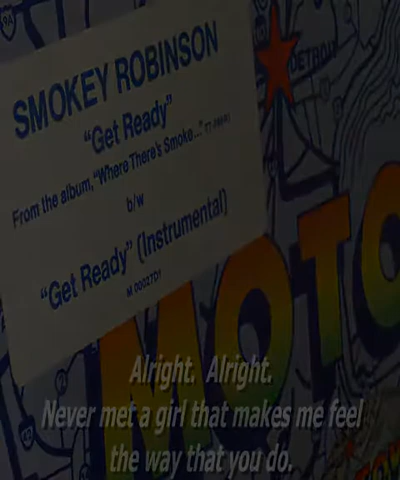 9A
SMOKEY ROBINSON
DETROIT
"Get Ready"
From the album, "Where There's Smoke..."
b/w
"Get Ready" (Instrumental)
M 00027D1
MOTO
Alright. Alright.
Never met a girl that makes me feel
the way that you do.